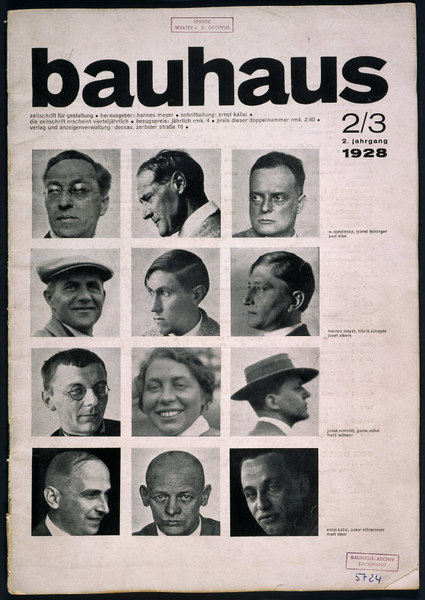 SPENDE
WALTER u. I. GROPIUS
bauhaus
zeitschrift für gestaltung • herausgeber: hannes meyer • schriftleitung: ernst kállai •
die zeitschrift erscheint vierteljährlich • bezugspreis: jährlich rmk. 4 • preis dieser doppelnummer rmk. 2.40 •
verlag und anzeigenverwaltung: dessau, zerbster straße 16 •
2/3
2. jahrgang
1928
w. kandinsky, lyonel feininger
paul klee
hannes meyer, hinnerk scheper
josef albers
joost schmidt, gunta stölzl
hans wittwer
ernst kállai, oskar schlemmer
mart stam
BAUHAUS-ARCHIV
DARMSTADT
5724